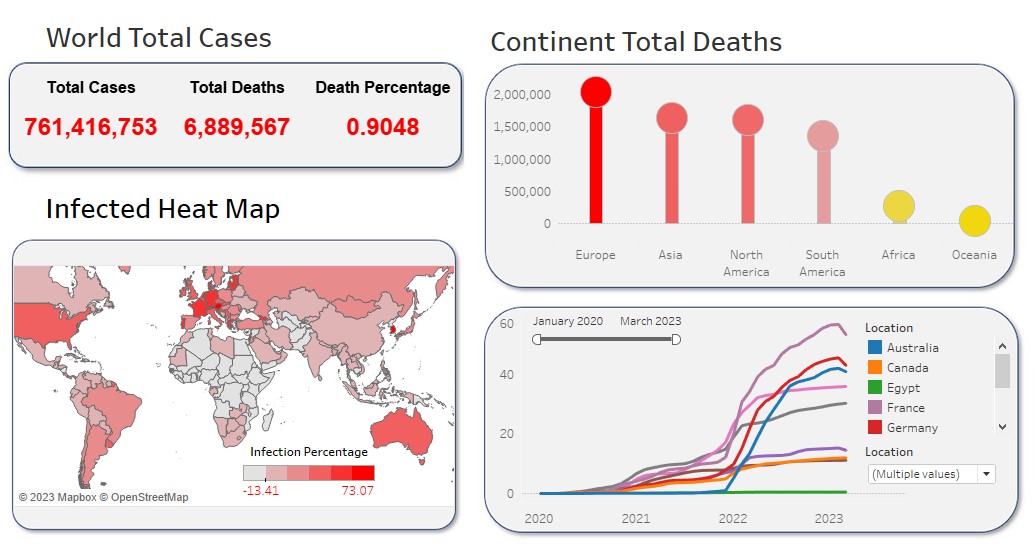 World Total Cases
Total Cases Total Deaths Death Percentage
761,416,753 6,889,567 0.9048
Continent Total Deaths
2,000,000
1,500,000
1,000,000
500,000
0
Europe Asia North America South America Africa Oceania
Infected Heat Map
Infection Percentage
-13.41 73.07
© 2023 Mapbox © OpenStreetMap
January 2020 March 2023
60
40
20
0
2020 2021 2022 2023
Location
Australia
Canada
Egypt
France
Germany
Location
(Multiple values)